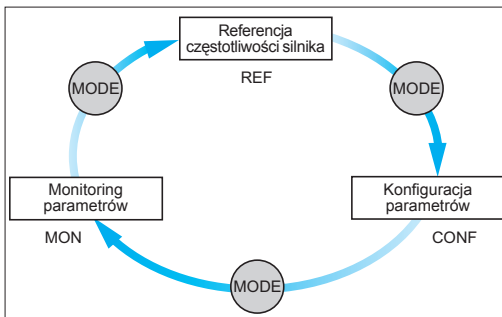 Referencja
częstotliwości silnika
REF
MODE
MODE
Monitoring
parametrów
MON
Konfiguracja
parametrów
CONF
MODE